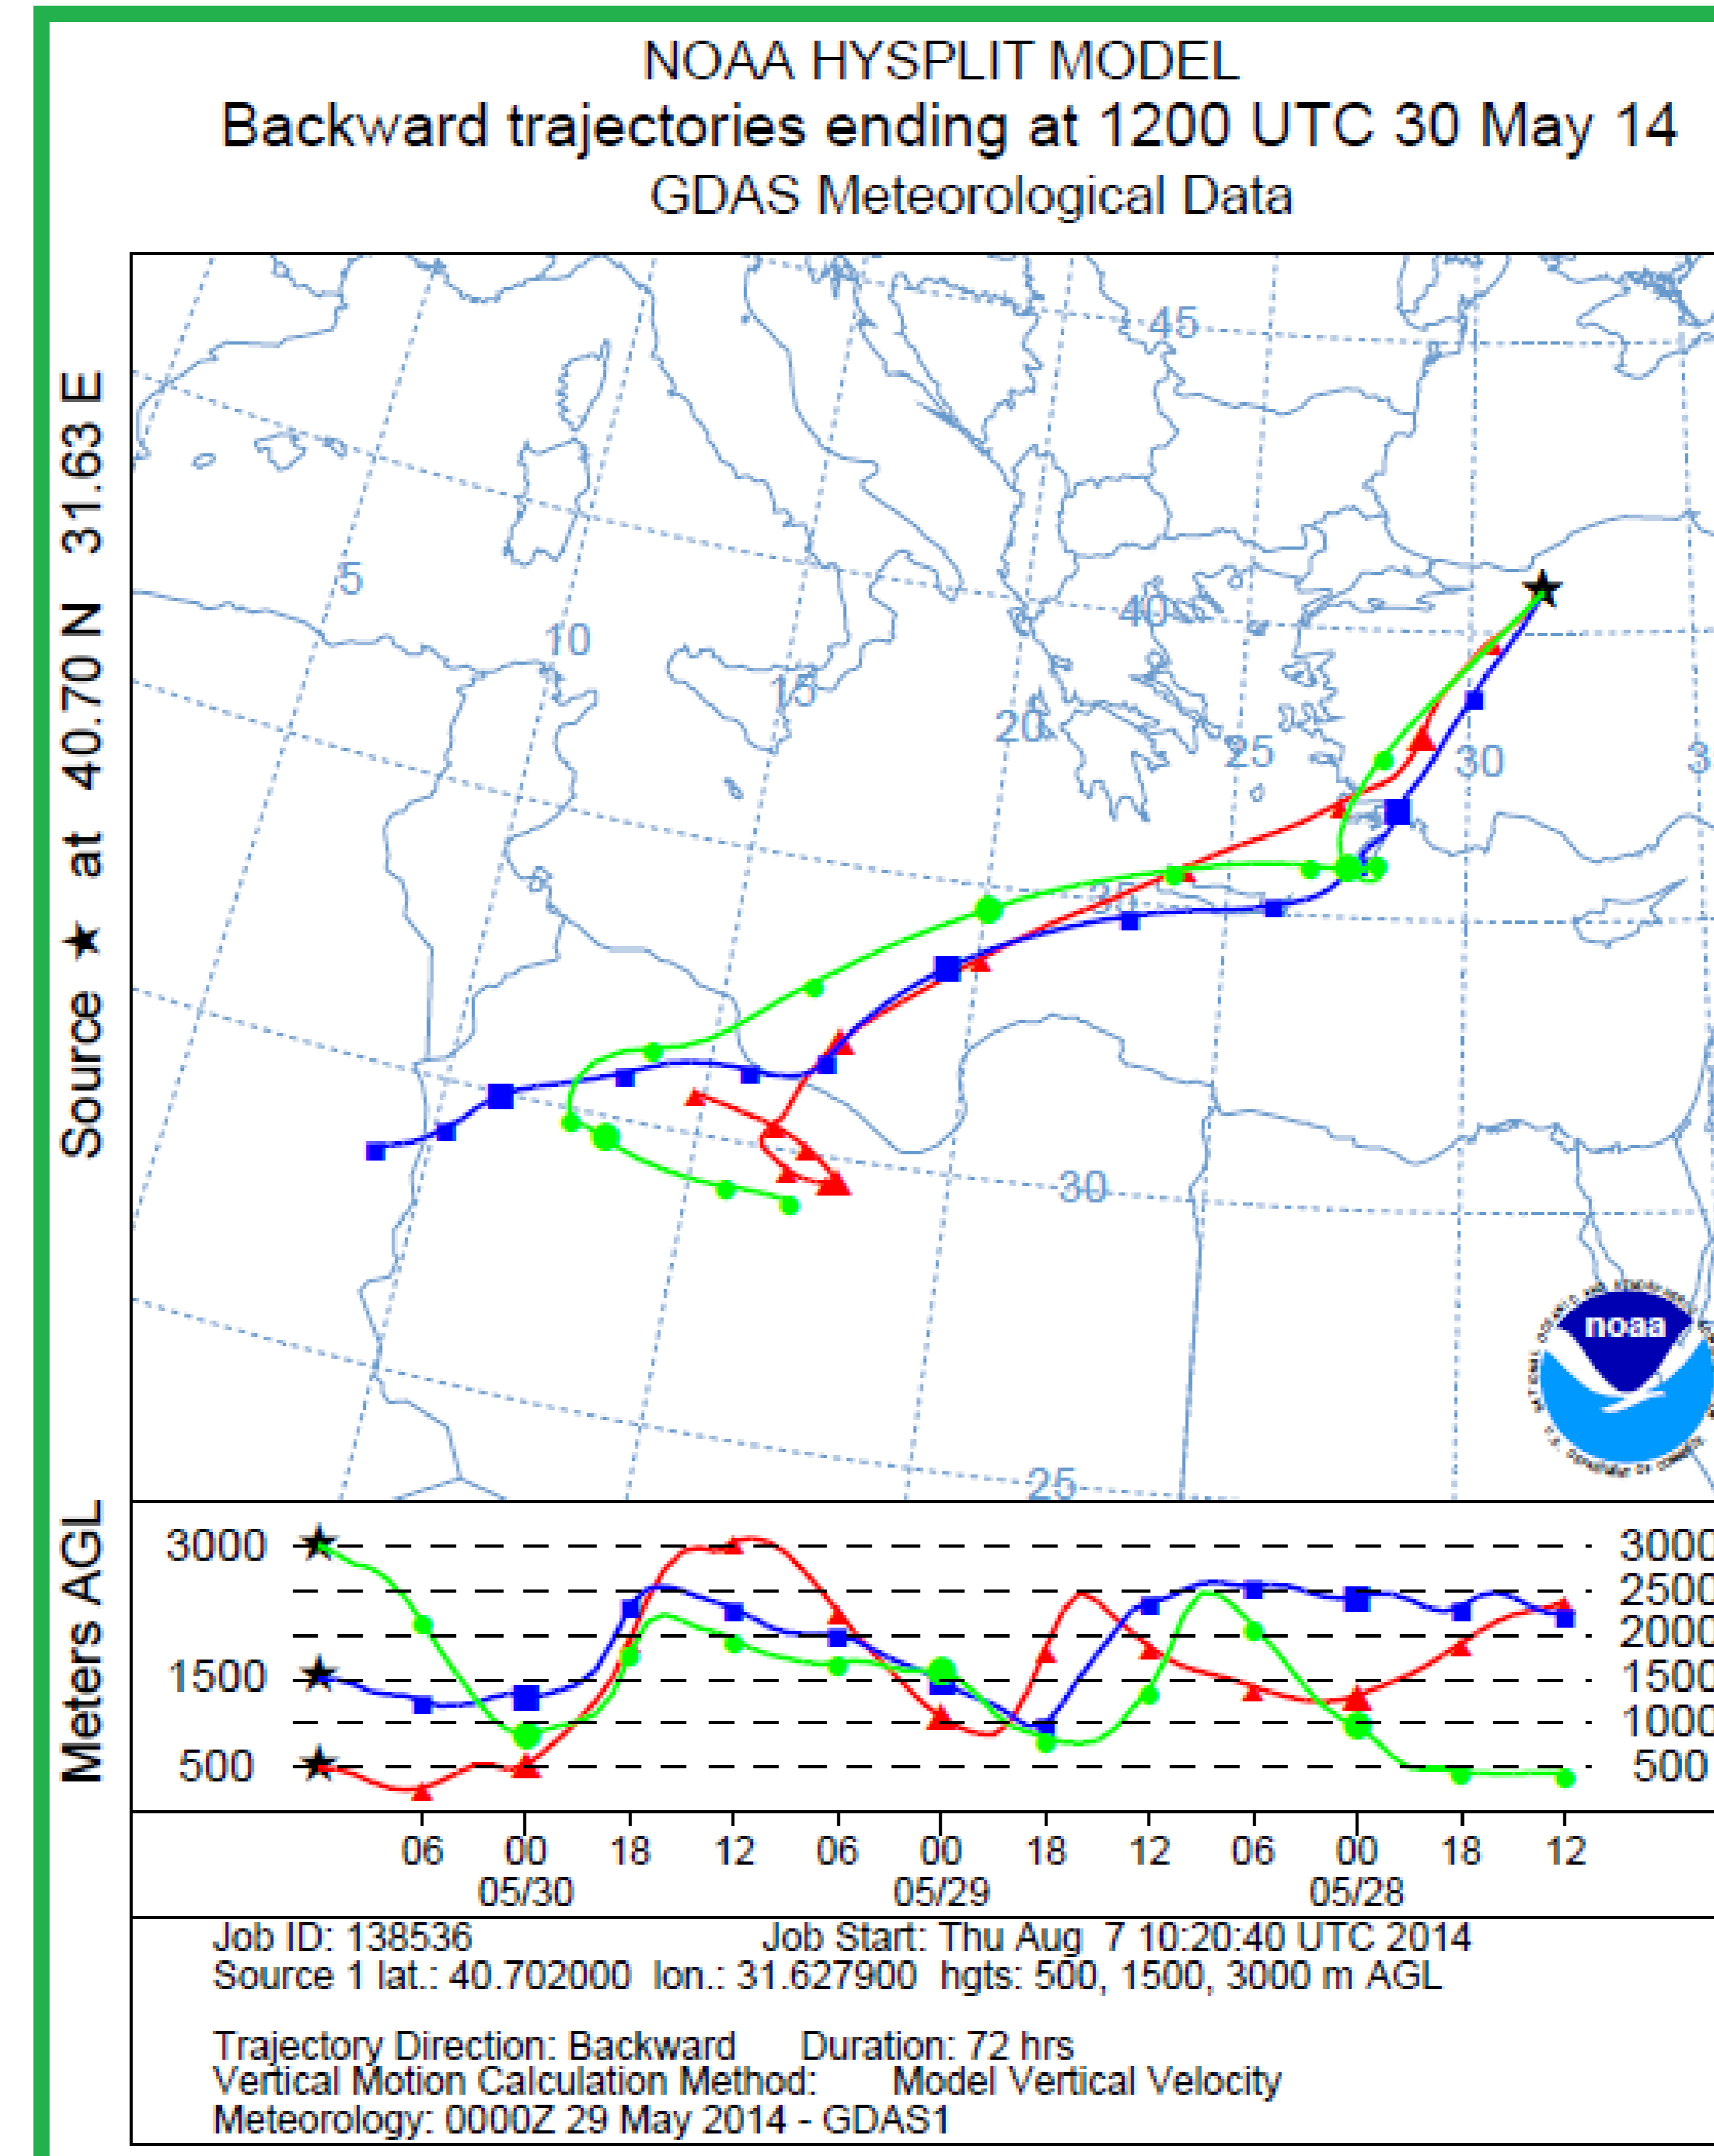 NOAA HYSPLIT MODEL
Backward trajectories ending at 1200 UTC 30 May 14
GDAS Meteorological Data
Source ★ at 40.70 N 31.63 E
45
5
10
15
40
20
25
30
35
30
25
noaa
Meters AGL
3000 3000
2500
2000
1500 1500
1000
500 500
06 00 18 12 06 00 18 12 06 00 18 12
05/30 05/29 05/28
Job ID: 138536 Job Start: Thu Aug 7 10:20:40 UTC 2014
Source 1 lat.: 40.702000 lon.: 31.627900 hgts: 500, 1500, 3000 m AGL
Trajectory Direction: Backward Duration: 72 hrs
Vertical Motion Calculation Method: Model Vertical Velocity
Meteorology: 0000Z 29 May 2014 - GDAS1